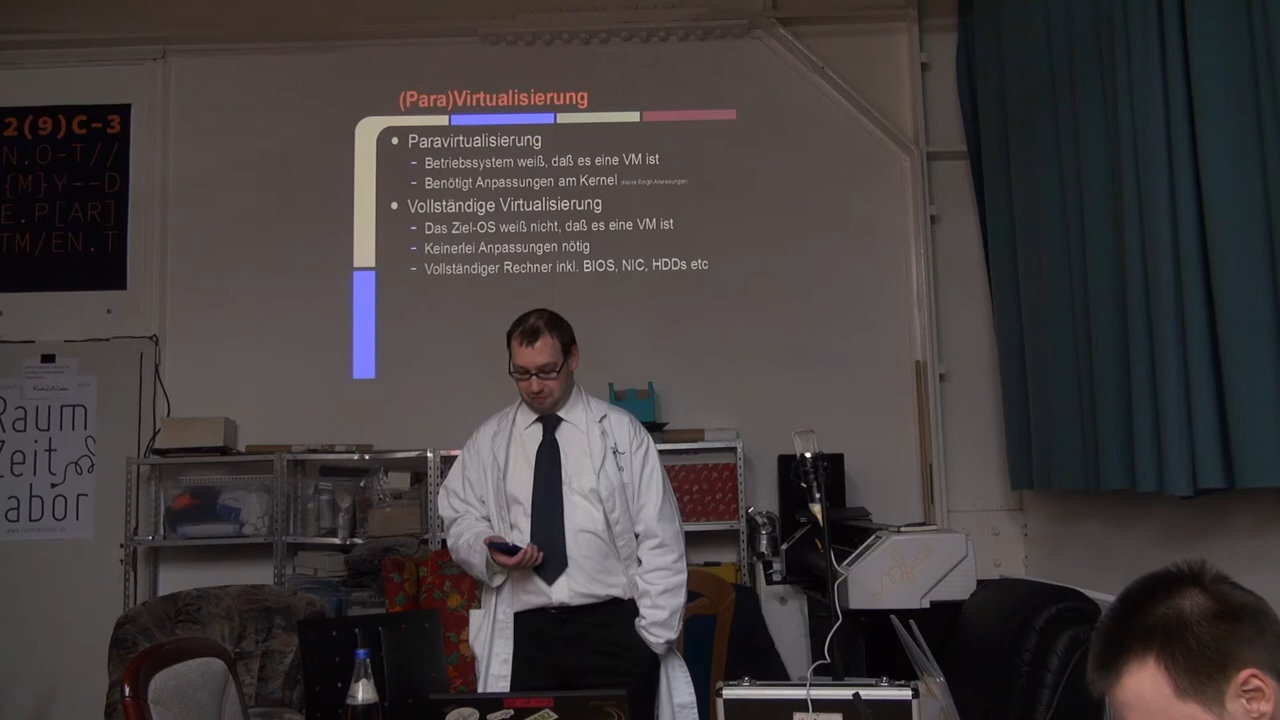 (Para)Virtualisierung
Paravirtualisierung
Betriebssystem weiß, daß es eine VM ist
Benötigt Anpassungen am Kernel
Vollständige Virtualisierung
Das Ziel-OS weiß nicht, daß es eine VM ist
Keinerlei Anpassungen nötig
Vollständiger Rechner inkl. BIOS, NIC, HDDs etc
2(9)C-3
N.O-T//
{M}Y--D
E.P[AR]
TM/EN.T
Raum
Zeit
abor